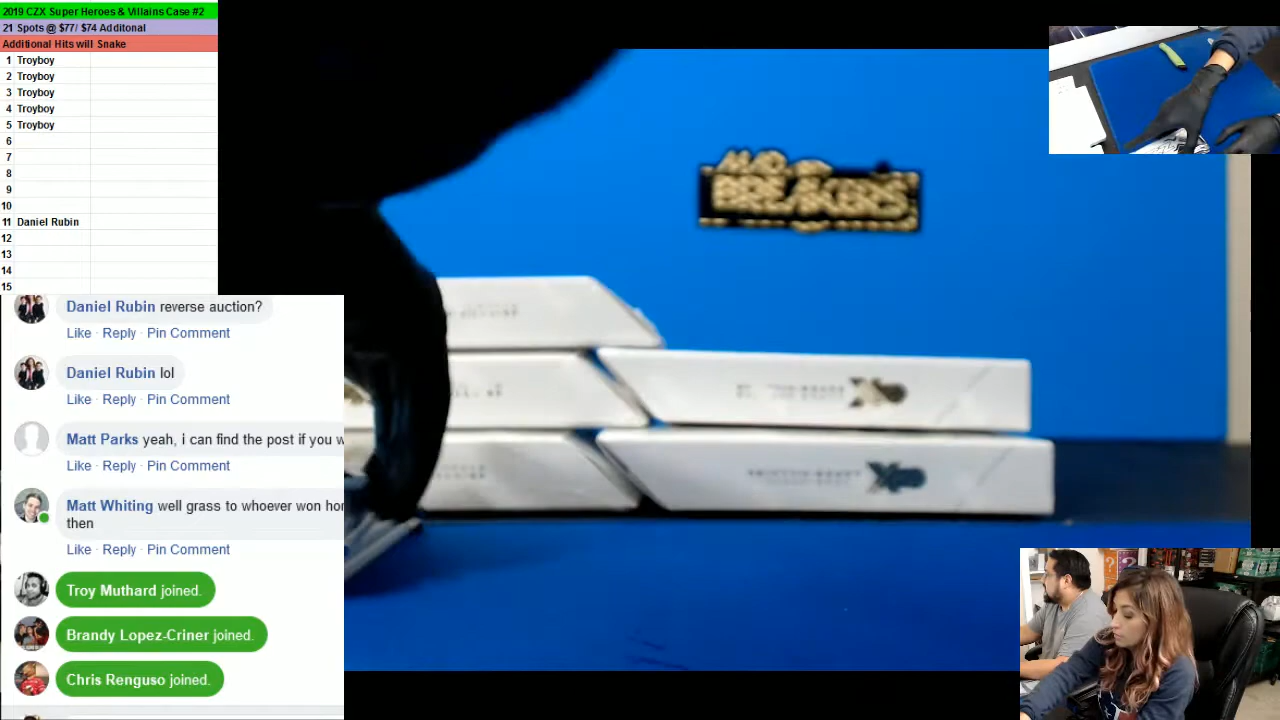 2019 CZX Super Heroes & Villains Case #2
21 Spots @ $77/ $74 Additonal
Additional Hits will Snake
1 Troyboy
2 Troyboy
3 Troyboy
4 Troyboy
5 Troyboy
6
7
8
9
10
11 Daniel Rubin
12
13
14
15
Daniel Rubin reverse auction?
Like · Reply · Pin Comment
Daniel Rubin lol
Like · Reply · Pin Comment
Matt Parks yeah, i can find the post if you w
Like · Reply · Pin Comment
Matt Whiting well grass to whoever won
then
Like · Reply · Pin Comment
Troy Muthard joined.
Brandy Lopez-Criner joined.
Chris Renguso joined.
BREAKERS